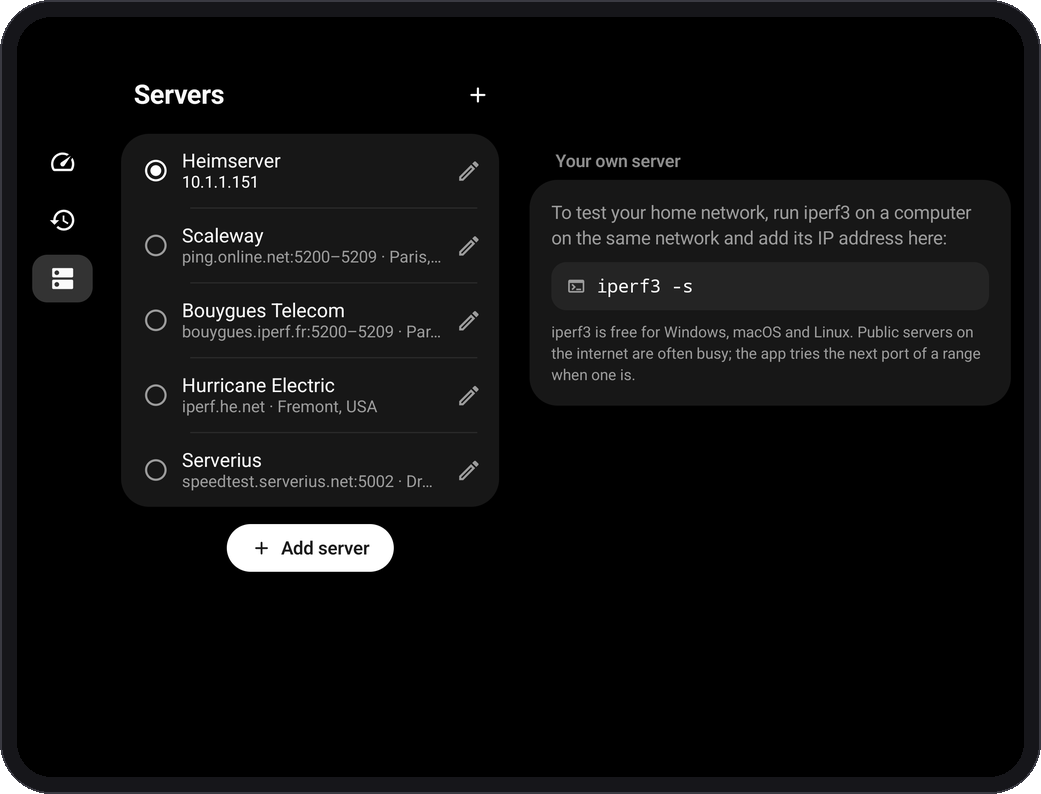 Servers
Heimserver
10.1.1.151
Scaleway
ping.online.net:5200–5209 · Paris,...
Bouygues Telecom
bouygues.iperf.fr:5200–5209 · Par...
Hurricane Electric
iperf.he.net · Fremont, USA
Serverius
speedtest.serverius.net:5002 · Dr...
Add server
Your own server
To test your home network, run iperf3 on a computer
on the same network and add its IP address here:
iperf3 -s
iperf3 is free for Windows, macOS and Linux. Public servers on
the internet are often busy; the app tries the next port of a range
when one is.